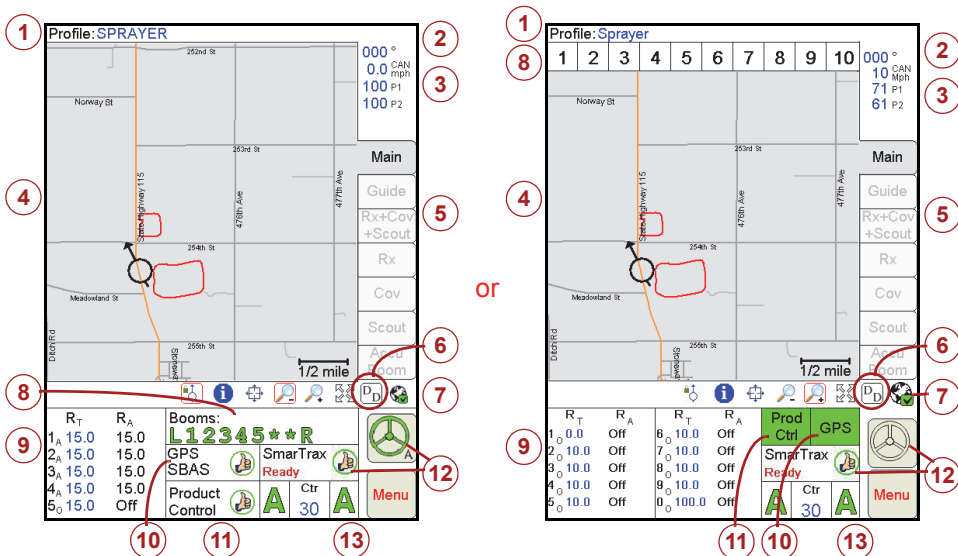 1
Profile: SPRAYER
2
000 °
0.0 CAN mph
3
100 P1
100 P2
252nd St
Norway St
253rd St
State Highway 115
476th Ave
477th Ave
4
Main
Guide
5
Rx+Cov
+Scout
Rx
254th St
Cov
Meadowland St
Scout
Ditch Rd
255th St
1/2 mile
6
7
8
i
DD
9
RT RA
1A 15.0 15.0
2A 15.0 15.0
3A 15.0 15.0
4A 15.0 15.0
5O 15.0 Off
Booms:
L12345**R
GPS
SBAS
SmarTrax
Ready
A
12
Product
Control
A
Ctr
30
A
Menu
10
11
13
or
1
Profile: Sprayer
2
8
1 2 3 4 5 6 7 8 9 10
000 °
10 CAN Mph
3
71 P1
61 P2
Norway St
253rd St
State Highway 115
476th Ave
477th Ave
4
Main
Guide
5
Rx+Cov
+Scout
Rx
254th St
Cov
Meadowland St
Scout
Ditch Rd
255th St
1/2 mile
6
7
i
DD
9
RT RA RT RA
1O 0.0 Off 6O 10.0 Off
2O 10.0 Off 7O 10.0 Off
3O 10.0 Off 8O 10.0 Off
4O 10.0 Off 9O 10.0 Off
5O 10.0 Off 0O 100.0 Off
Prod
Ctrl
GPS
SmarTrax
Ready
12
A
Ctr
30
A
Menu
11
10
13